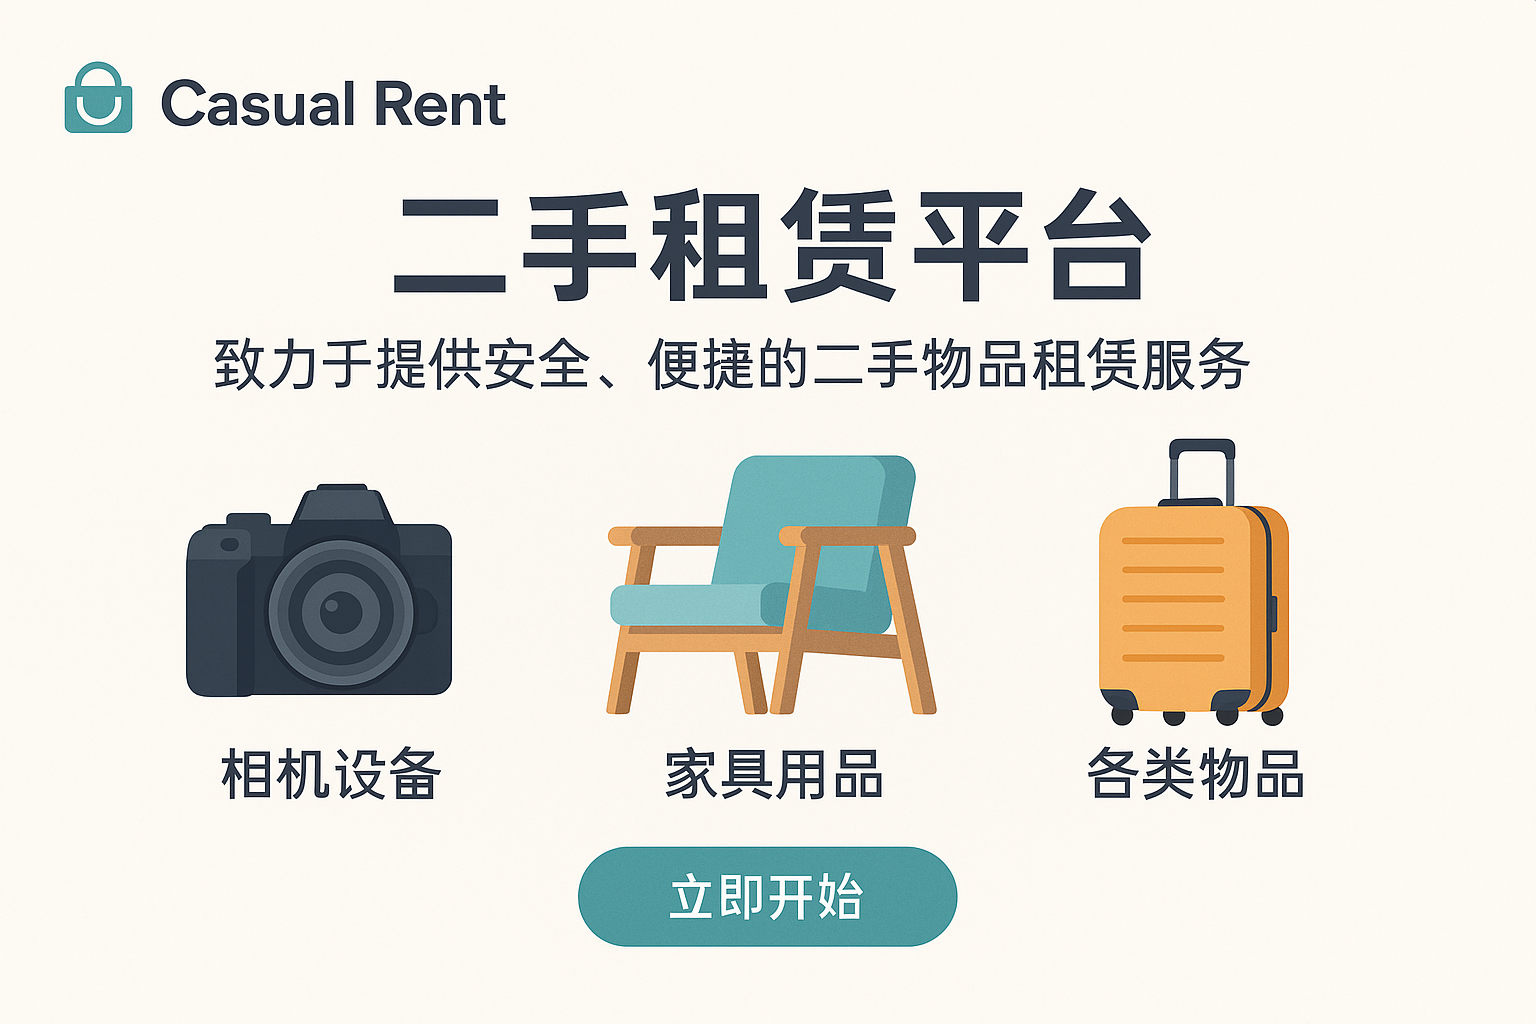 Casual Rent
二手租赁平台
致力于提供安全、便捷的二手物品租赁服务
相机设备
家具用品
各类物品
立即开始